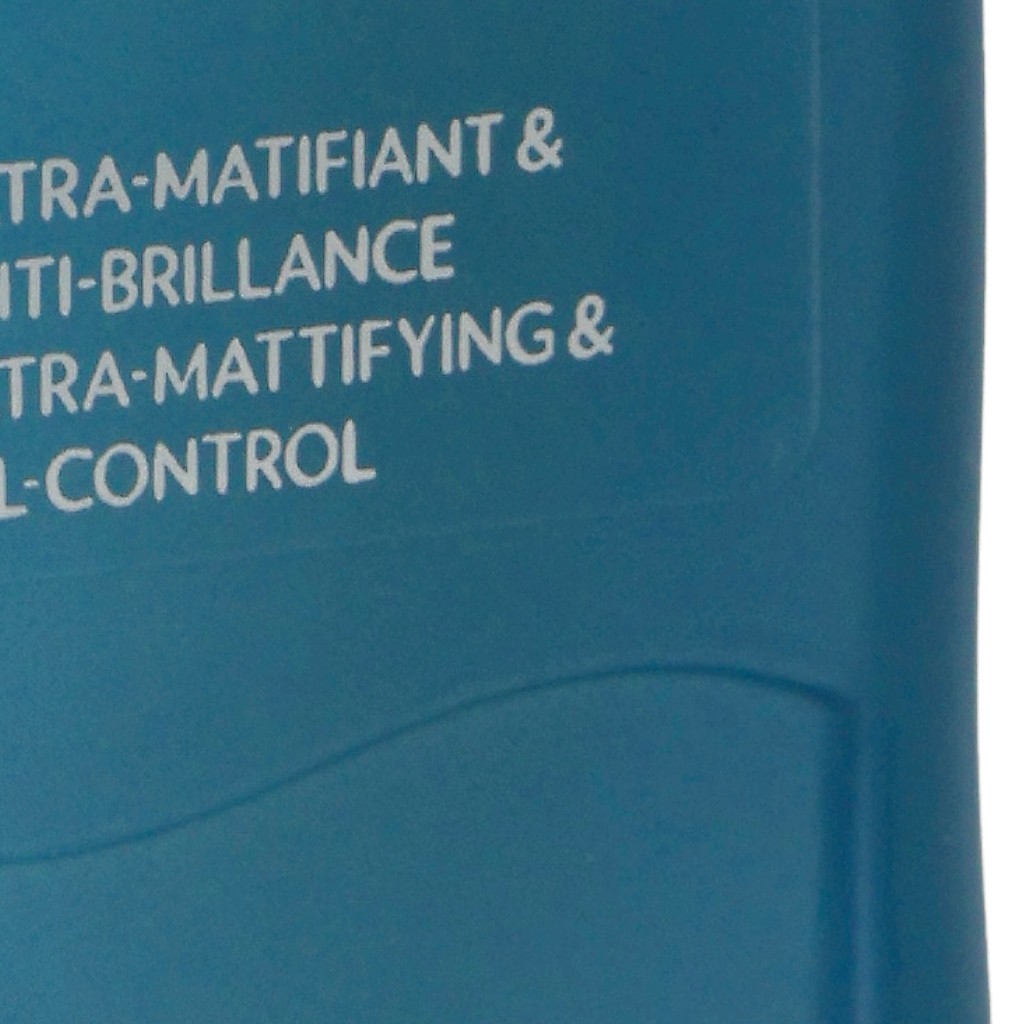 TRA-MATIFIANT &
ITI-BRILLANCE
TRA-MATTIFYING &
L-CONTROL